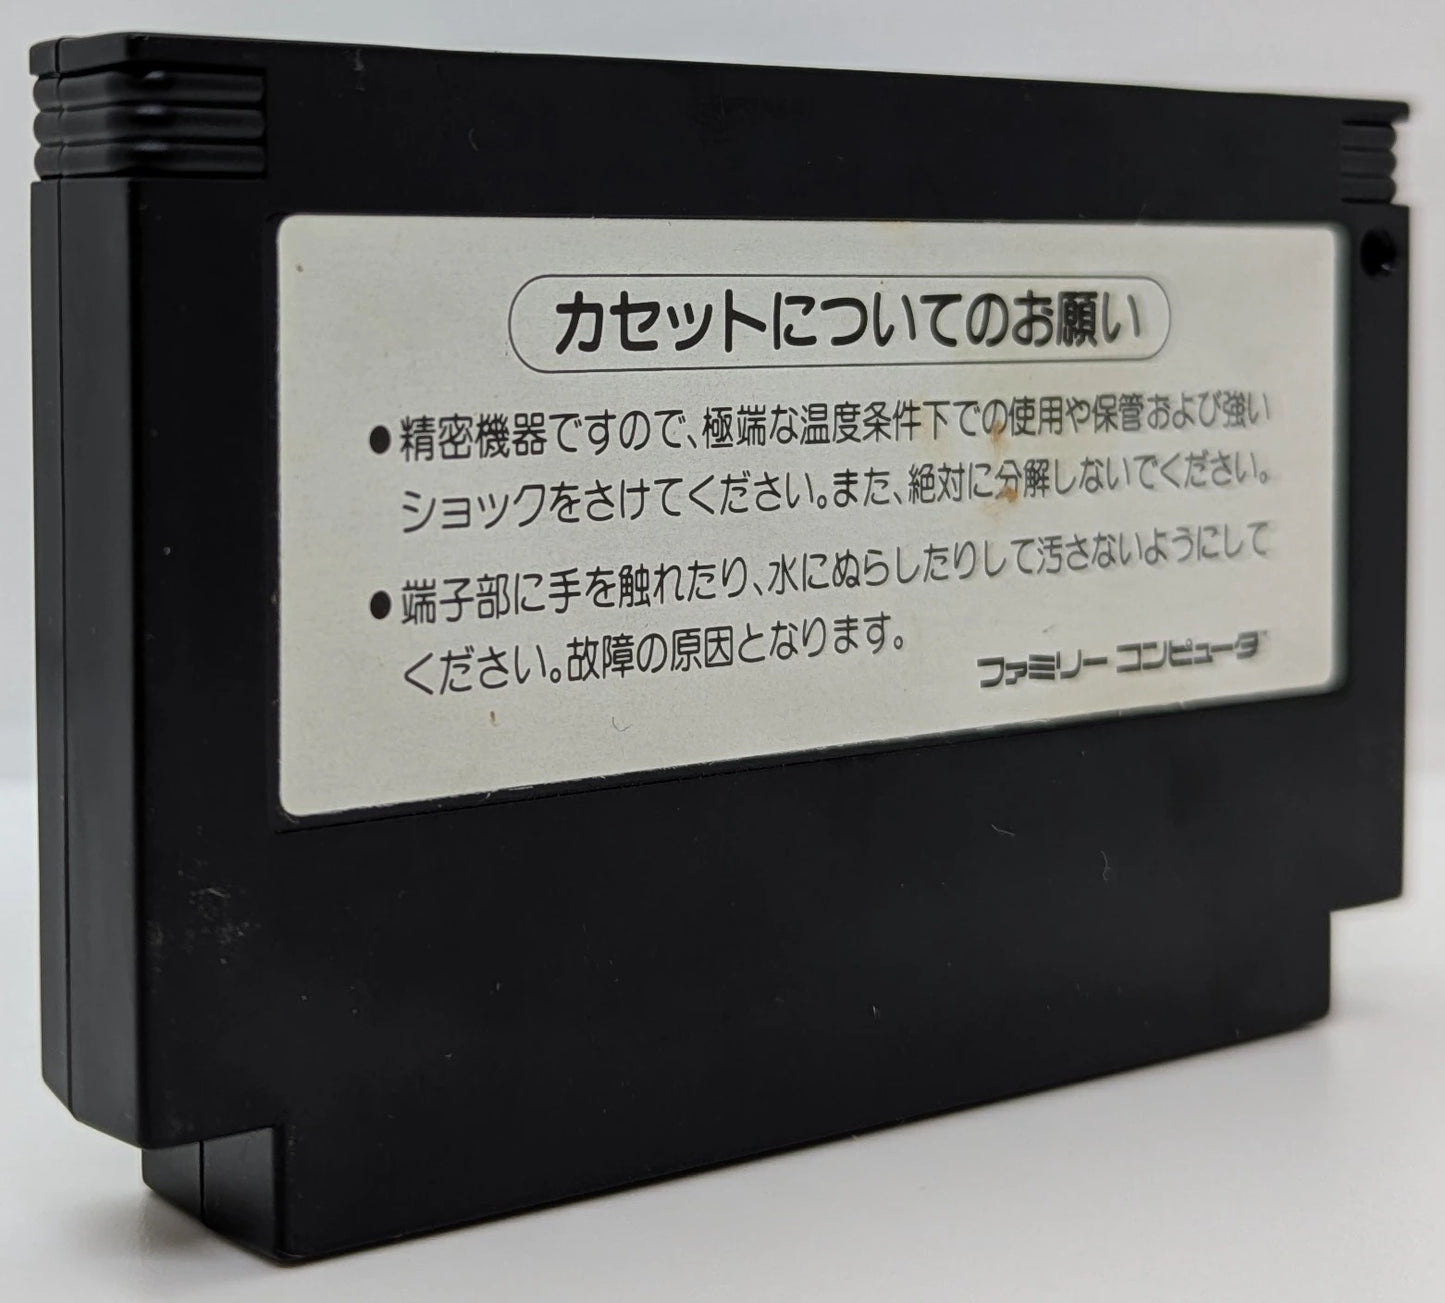 カセットについてのお願い
●精密機器ですので、極端な温度条件下での使用や保管および強い
ショックをさけてください。また、絶対に分解しないでください。
●端子部に手を触れたり、水にぬらしたりして汚さないようにして
ください。故障の原因となります。
ファミリーコンピュータ